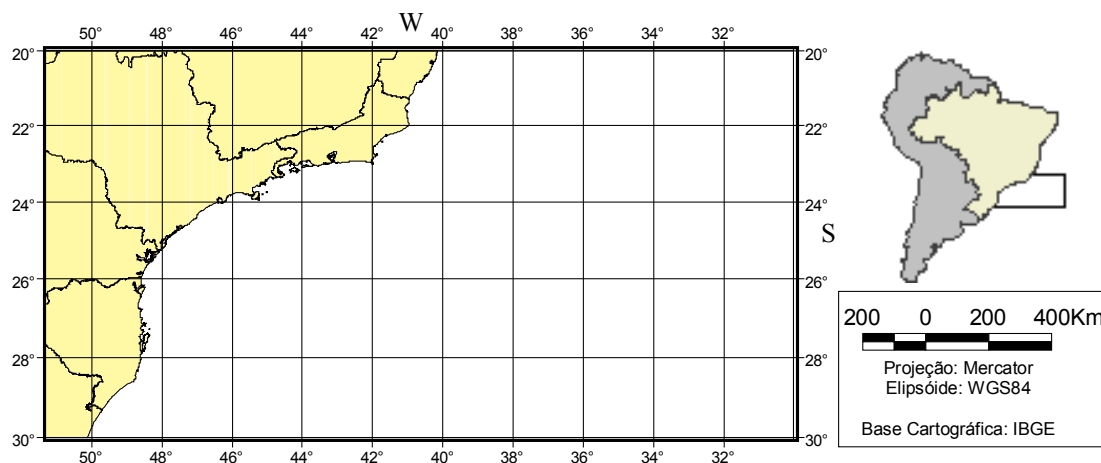 W
50° 48° 46° 44° 42° 40° 38° 36° 34° 32°
20° 20°
22° 22°
24° 24°
S
26° 26°
28° 28°
30° 30°
50° 48° 46° 44° 42° 40° 38° 36° 34° 32°
200 0 200 400Km
Projeção: Mercator
Elipsóide: WGS84
Base Cartográfica: IBGE